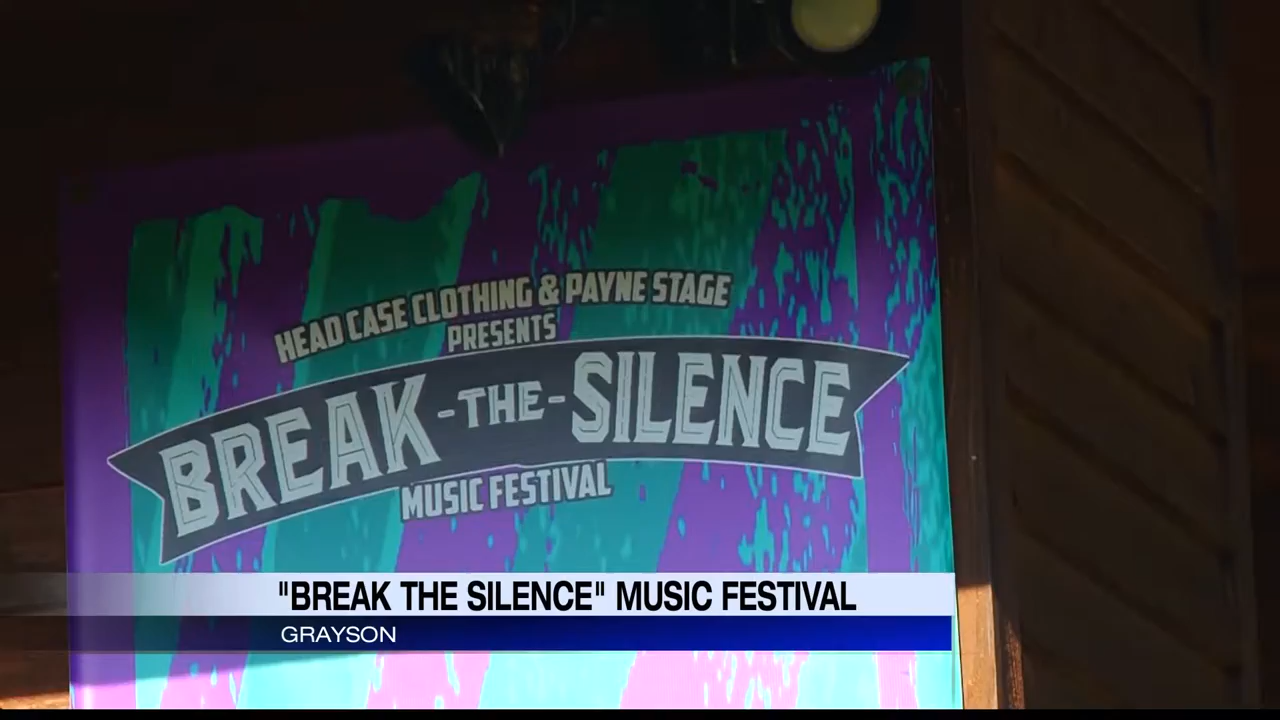 HEAD CASE CLOTHING & PAYNE STAGE
PRESENTS
BREAK -THE- SILENCE
MUSIC FESTIVAL
"BREAK THE SILENCE" MUSIC FESTIVAL
GRAYSON